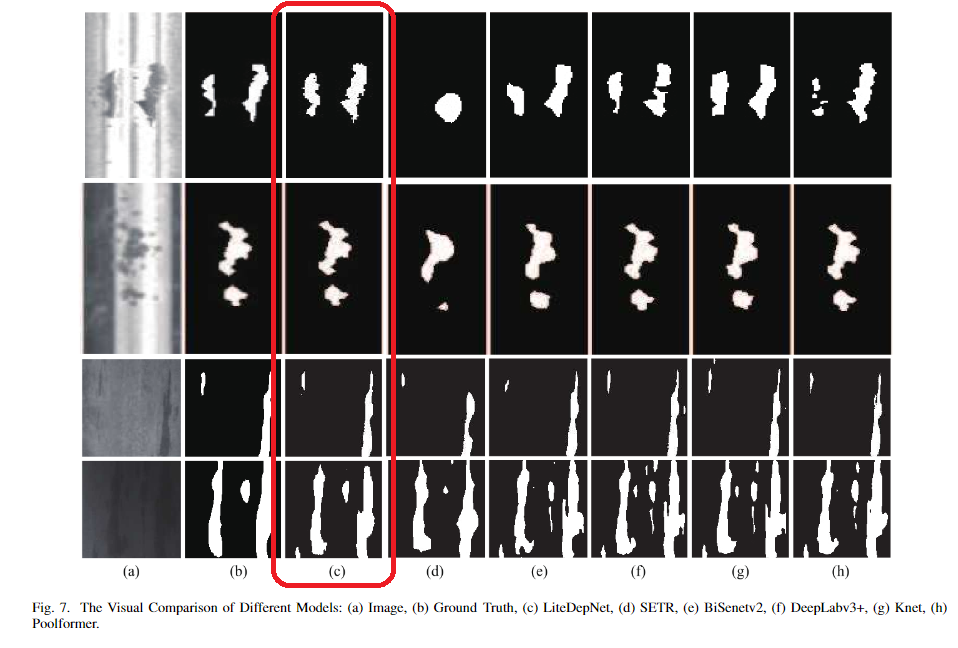 (a) (b) (c) (d) (e) (f) (g) (h)
Fig. 7. The Visual Comparison of Different Models: (a) Image, (b) Ground Truth, (c) LiteDepNet, (d) SETR, (e) BiSenetv2, (f) DeepLabv3+, (g) Knet, (h)
Poolformer.